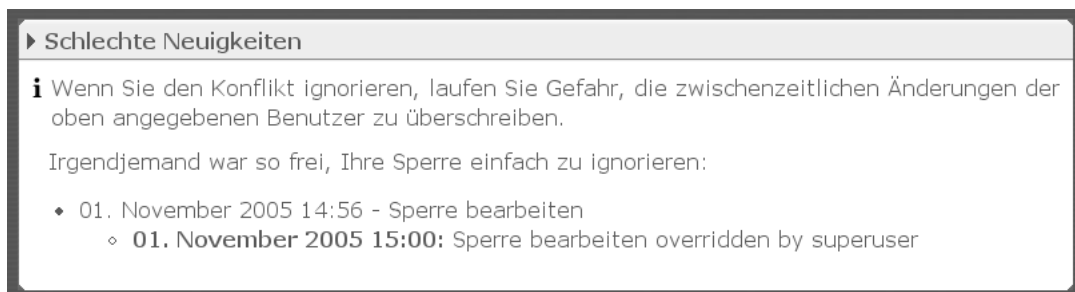 Schlechte Neuigkeiten
i Wenn Sie den Konflikt ignorieren, laufen Sie Gefahr, die zwischenzeitlichen Änderungen der
oben angegebenen Benutzer zu überschreiben.
Irgendjemand war so frei, Ihre Sperre einfach zu ignorieren:
01. November 2005 14:56 - Sperre bearbeiten
01. November 2005 15:00: Sperre bearbeiten overridden by superuser